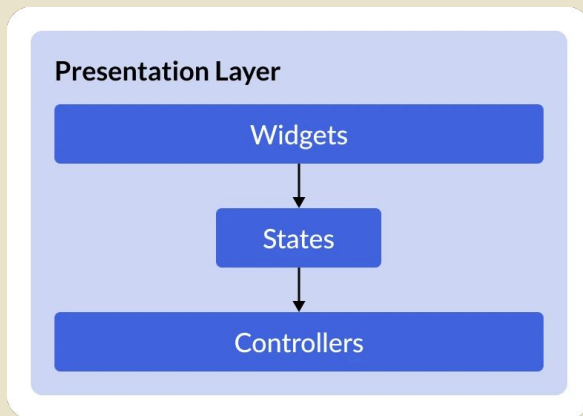 Presentation Layer
Widgets
States
Controllers